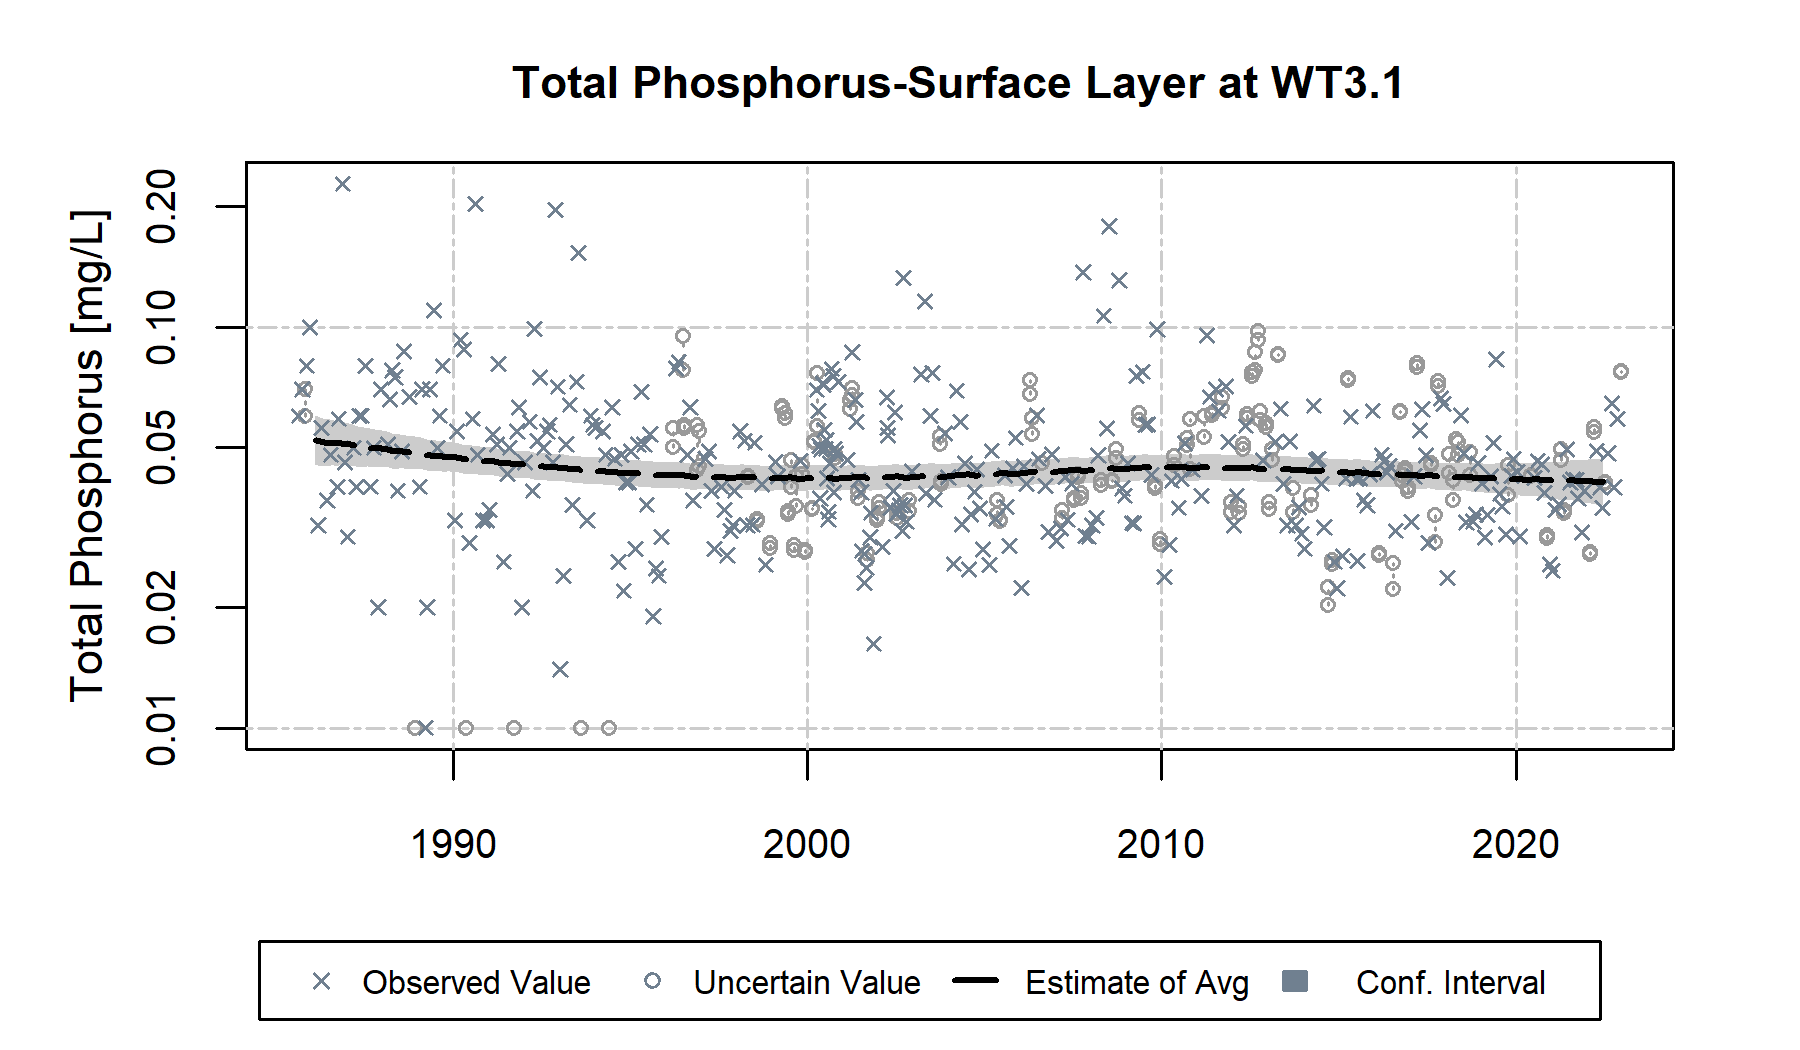 Total Phosphorus-Surface Layer at WT3.1
Total Phosphorus [mg/L]
0.20
0.10
0.05
0.02
0.01
1990 2000 2010 2020
Observed Value Uncertain Value Estimate of Avg Conf. Interval